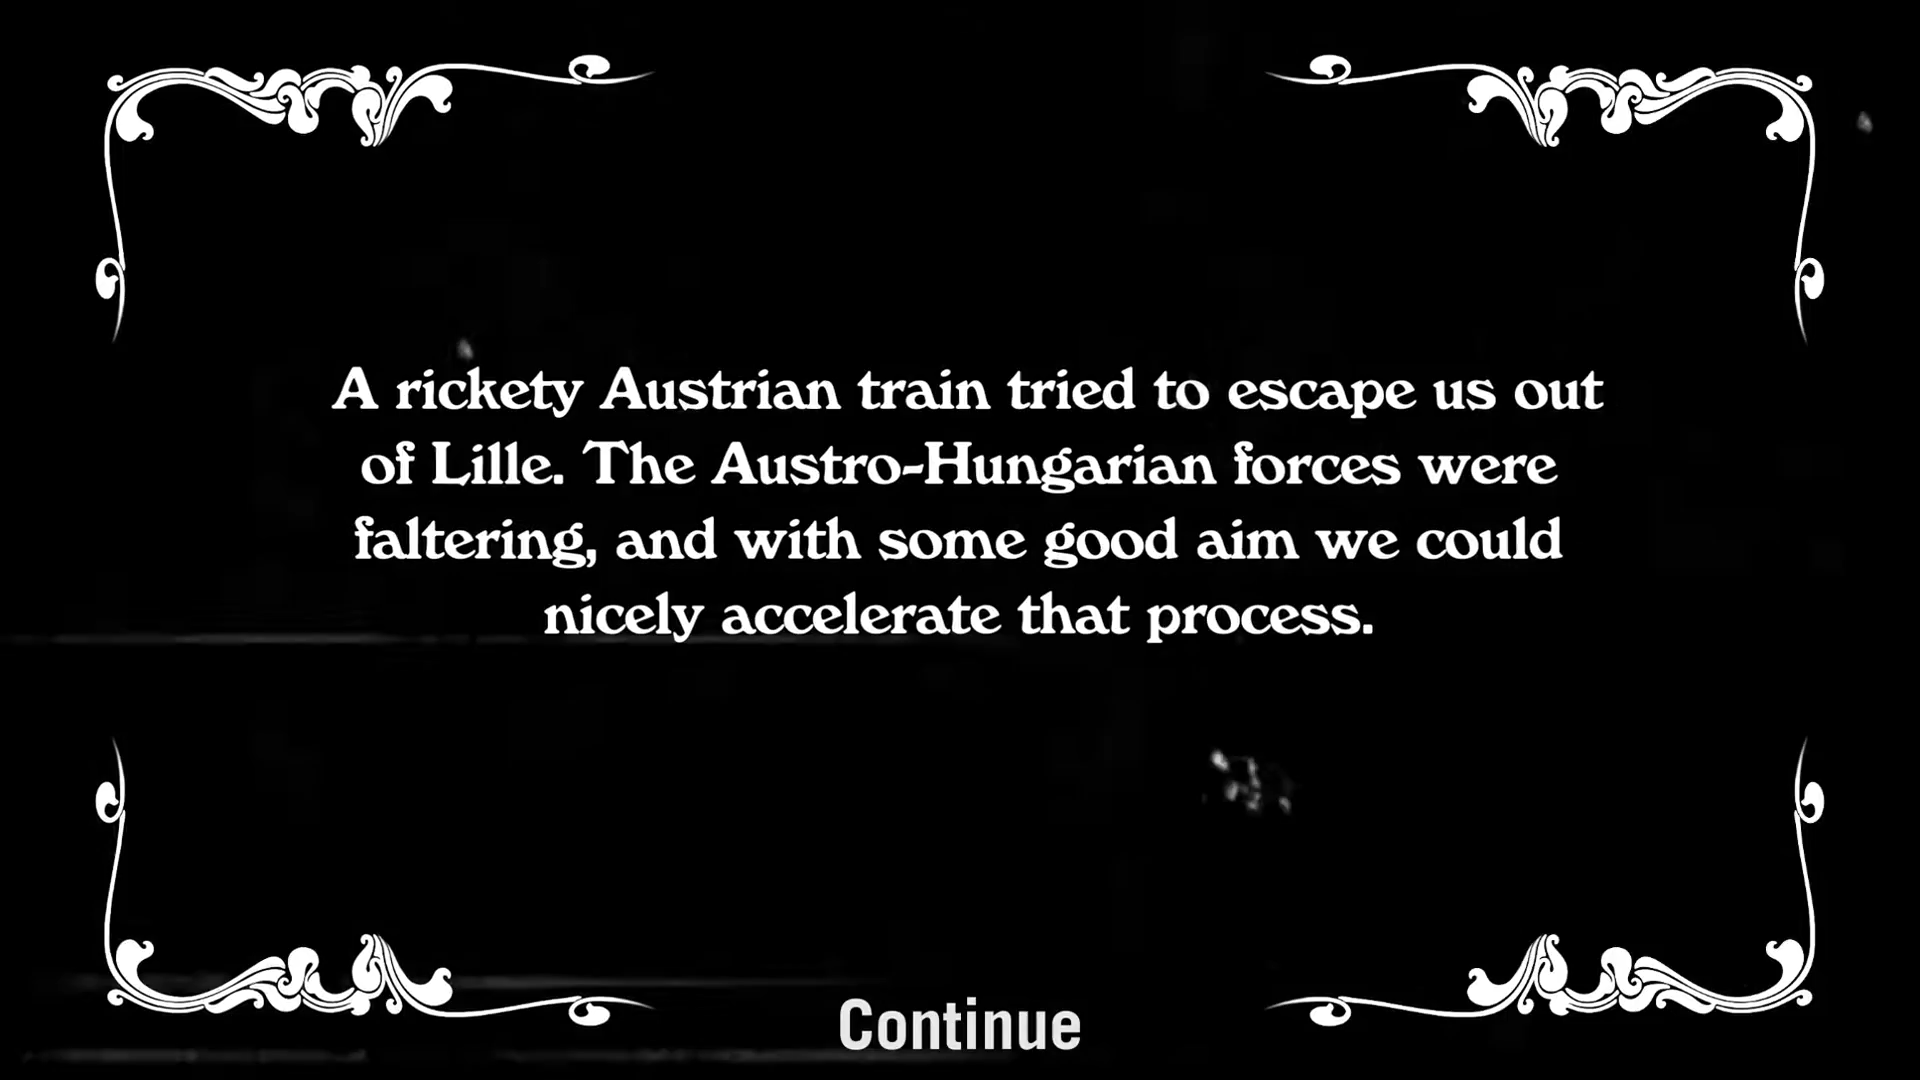 A rickety Austrian train tried to escape us out
of Lille. The Austro-Hungarian forces were
faltering, and with some good aim we could
nicely accelerate that process.
Continue